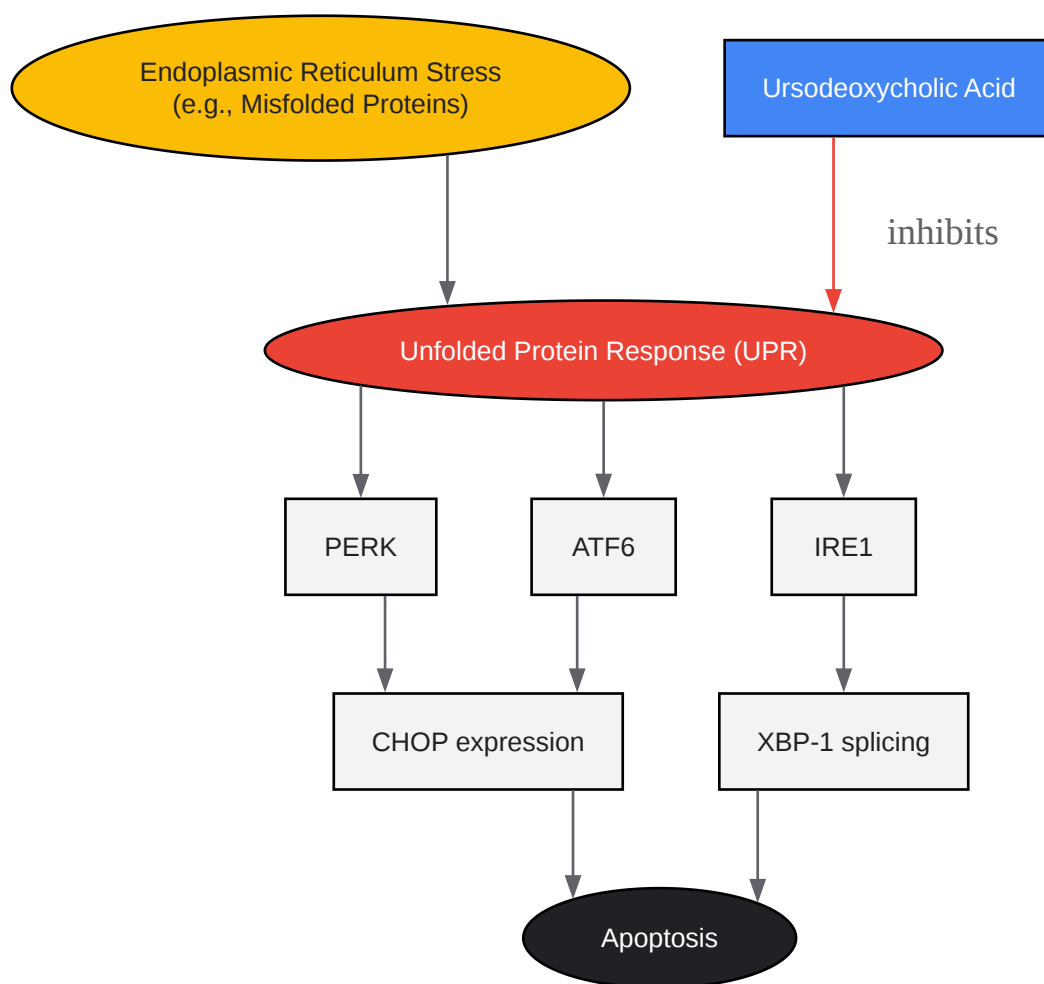 Endoplasmic Reticulum Stress
(e.g., Misfolded Proteins)
Ursodeoxycholic Acid
inhibits
Unfolded Protein Response (UPR)
PERK
ATF6
IRE1
CHOP expression
XBP-1 splicing
Apoptosis